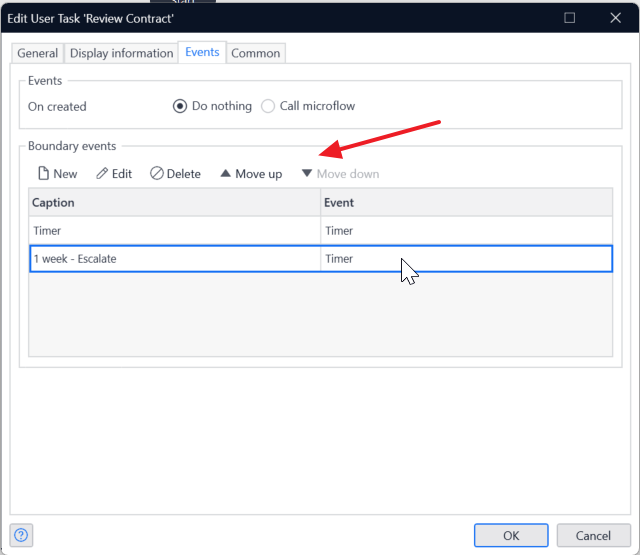 Start
Edit User Task 'Review Contract'
General Display information Events Common
Events
On created Do nothing Call microflow
Boundary events
New Edit Delete Move up Move down
Caption Event
Timer Timer
1 week - Escalate Timer
? OK Cancel